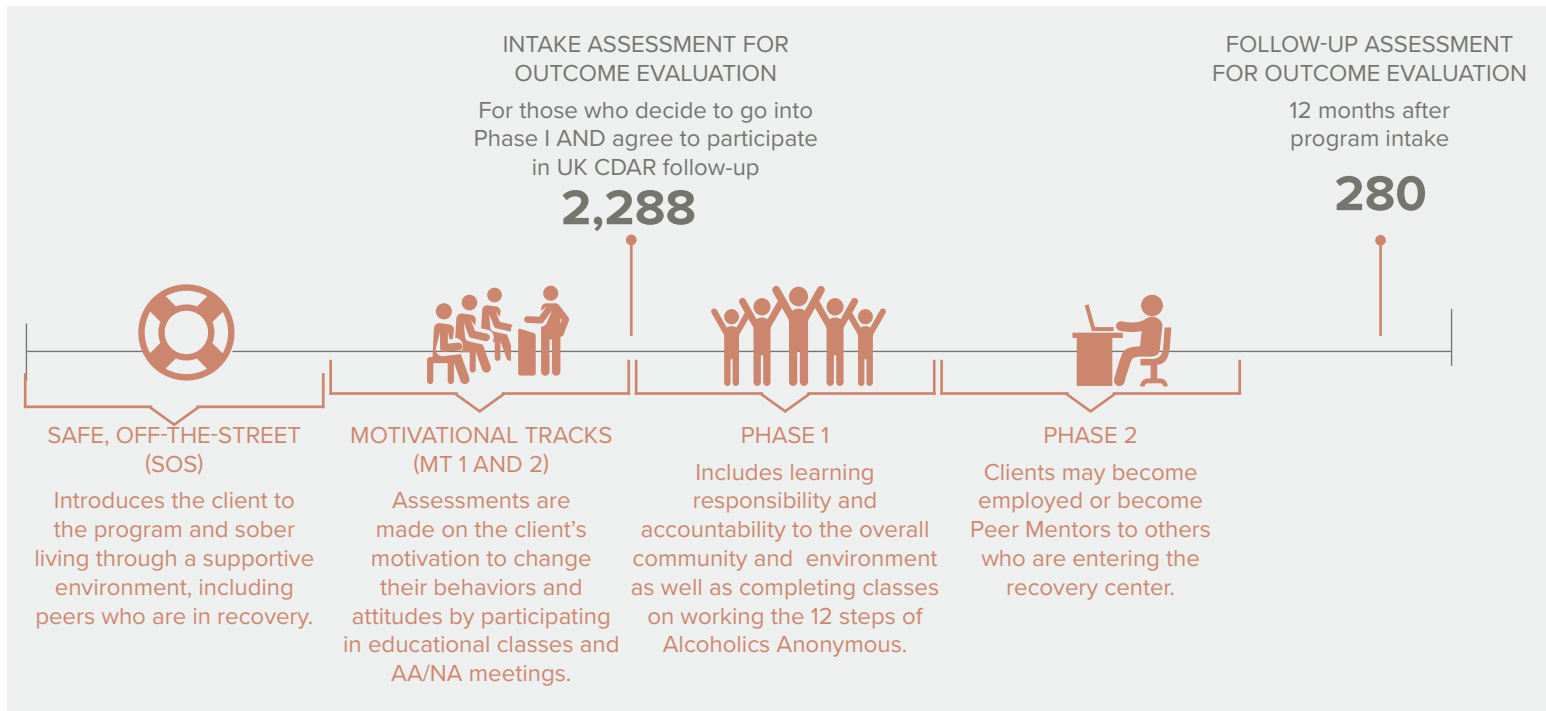 INTAKE ASSESSMENT FOR
OUTCOME EVALUATION
For those who decide to go into
Phase I AND agree to participate
in UK CDAR follow-up
2,288
FOLLOW-UP ASSESSMENT
FOR OUTCOME EVALUATION
12 months after
program intake
280
SAFE, OFF-THE-STREET
(SOS)
Introduces the client to
the program and sober
living through a supportive
environment, including
peers who are in recovery.
MOTIVATIONAL TRACKS
(MT 1 AND 2)
Assessments are
made on the client’s
motivation to change
their behaviors and
attitudes by participating
in educational classes and
AA/NA meetings.
PHASE 1
Includes learning
responsibility and
accountability to the overall
community and environment
as well as completing classes
on working the 12 steps of
Alcoholics Anonymous.
PHASE 2
Clients may become
employed or become
Peer Mentors to others
who are entering the
recovery center.